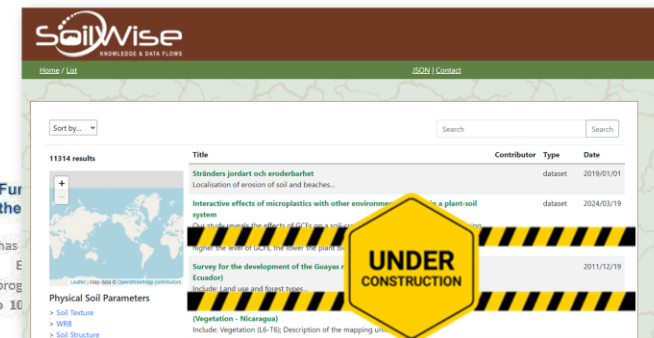 SoilWise
KNOWLEDGE & DATA FLOWS
Home / List
JSON | Contact
Sort by...
Search
Search
11314 results
Title
Contributor
Type
Date
Stränders jordart och eroderbarhet
dataset
2019/01/01
Localisation of erosion of soil and beaches...
Interactive effects of microplastics with other
in a plant-soil
dataset
2024/03/19
system
Our study reveals the effects of GCFs on a
higher the level of GCFs, the lower the plant
Survey for the development of the Guayas
2011/12/19
Ecuador)
Include: Land use and forest types...
UNDER
CONSTRUCTION
(Vegetation - Nicaragua)
Include: Vegetation (L6-T6); Description of the mapping
+
−
Leaflet | Map data © OpenStreetMap contributors
Physical Soil Parameters
> Soil Texture
> WRB
> Soil Structure
the
has